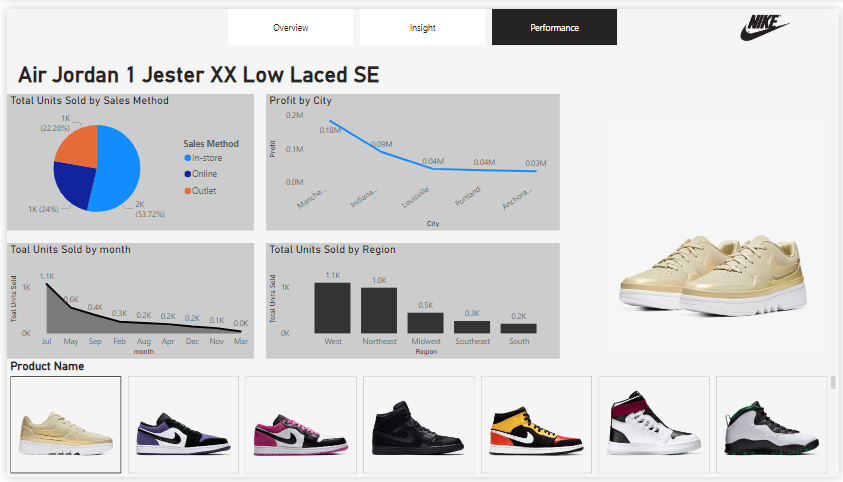 Overview
Insight
Performance
NIKE
Air Jordan 1 Jester XX Low Laced SE
Total Units Sold by Sales Method
1K
(22.28%)
1K (24%)
2K
(53.72%)
Sales Method
In-store
Online
Outlet
Profit by City
Profit
0.2M
0.1M
0.0M
0.18M
0.09M
0.04M
0.04M
0.03M
Manche...
Indiana...
Louisville
Portland
Anchora...
City
Toal Units Sold by month
Toal Units Sold
1K
0K
1.1K
0.6K
0.4K
0.3K
0.2K
0.2K
0.2K
0.1K
0.0K
Jul
May
Sep
Feb
Aug
Apr
Dec
Nov
Mar
month
Total Units Sold by Region
Total Units Sold
1K
0K
1.1K
1.0K
0.5K
0.3K
0.2K
West
Northeast
Midwest
Southeast
South
Region
Product Name